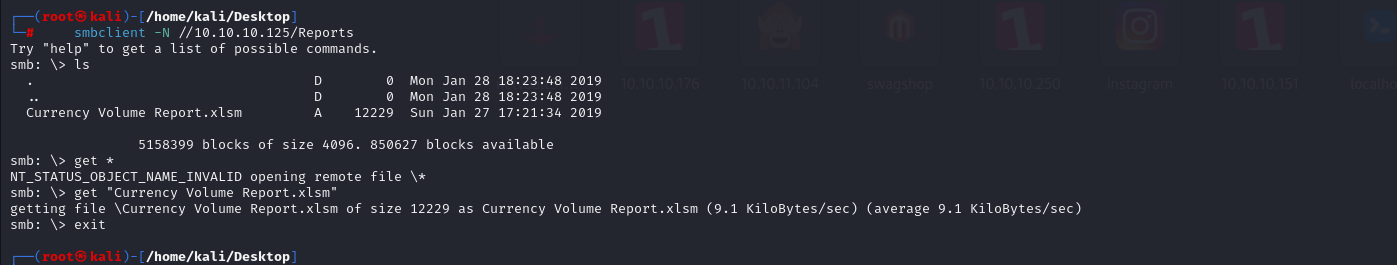 ┌──(root㉿kali)-[/home/kali/Desktop]
└─# smbclient -N //10.10.10.125/Reports
Try "help" to get a list of possible commands.
smb: \> ls
  .                                   D        0  Mon Jan 28 18:23:48 2019
  ..                                  D        0  Mon Jan 28 18:23:48 2019
  Currency Volume Report.xlsm         A    12229  Sun Jan 27 17:21:34 2019
10.10.10.176 10.10.11.104 swagshop 10.10.10.250 Instagram 10.10.10.151 localho
                5158399 blocks of size 4096. 850627 blocks available
smb: \> get *
NT_STATUS_OBJECT_NAME_INVALID opening remote file \*
smb: \> get "Currency Volume Report.xlsm"
getting file \Currency Volume Report.xlsm of size 12229 as Currency Volume Report.xlsm (9.1 KiloBytes/sec) (average 9.1 KiloBytes/sec)
smb: \> exit
┌──(root㉿kali)-[/home/kali/Desktop]